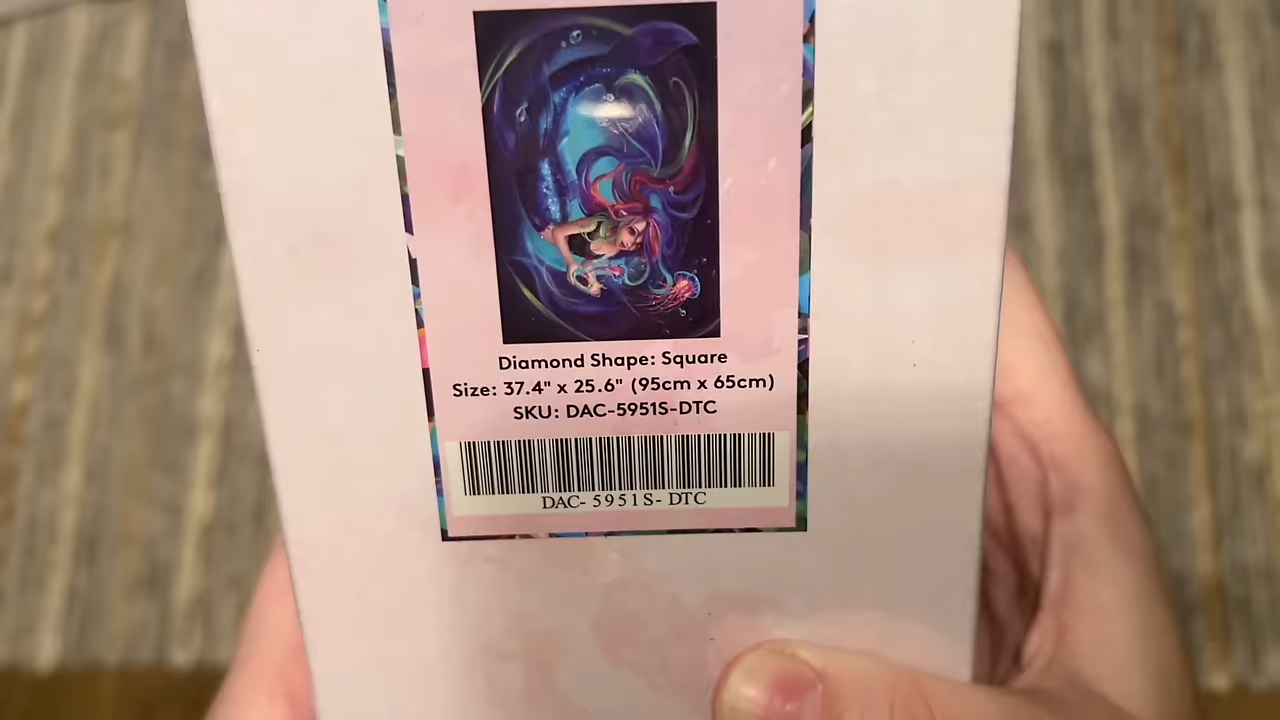 Diamond Shape: Square
Size: 37.4" x 25.6" (95cm x 65cm)
SKU: DAC-5951S-DTC
DAC- 5951S- DTC